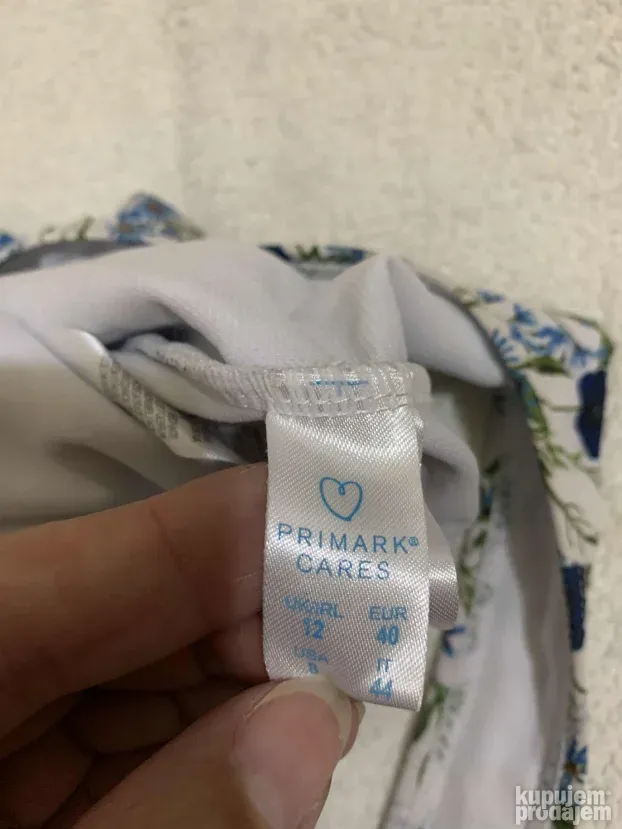 PRIMARK®
CARES
UK/IRL EUR
12 40
USA IT
8 44
kupujem
prodajem